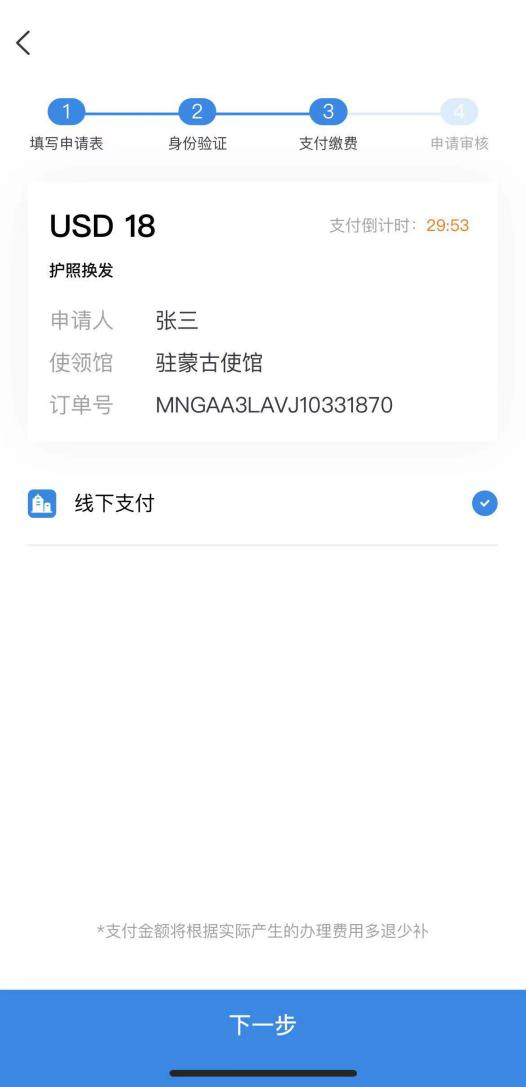 1 2 3 4
填写申请表 身份验证 支付缴费 申请审核
USD 18 支付倒计时：29:53
护照换发
申请人 张三
使领馆 驻蒙古使馆
订单号 MNGAA3LAVJ10331870
线下支付
*支付金额将根据实际产生的办理费用多退少补
下一步